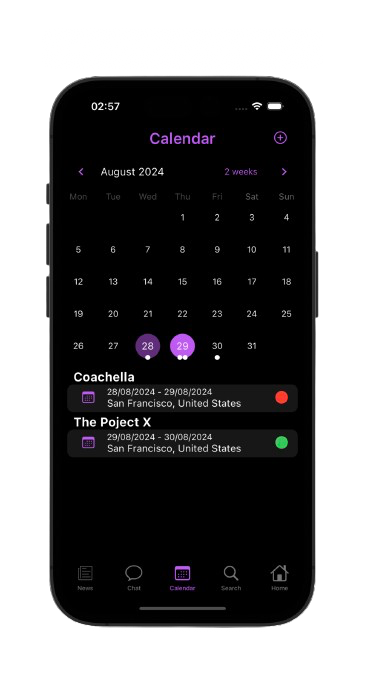 02:57
Calendar
August 2024 2 weeks
Mon Tue Wed Thu Fri Sat Sun
1 2 3 4
5 6 7 8 9 10 11
12 13 14 15 16 17 18
19 20 21 22 23 24 25
26 27 28 29 30 31
Coachella
28/08/2024 - 29/08/2024
San Francisco, United States
The Poject X
29/08/2024 - 30/08/2024
San Francisco, United States
News Chat Calendar Search Home